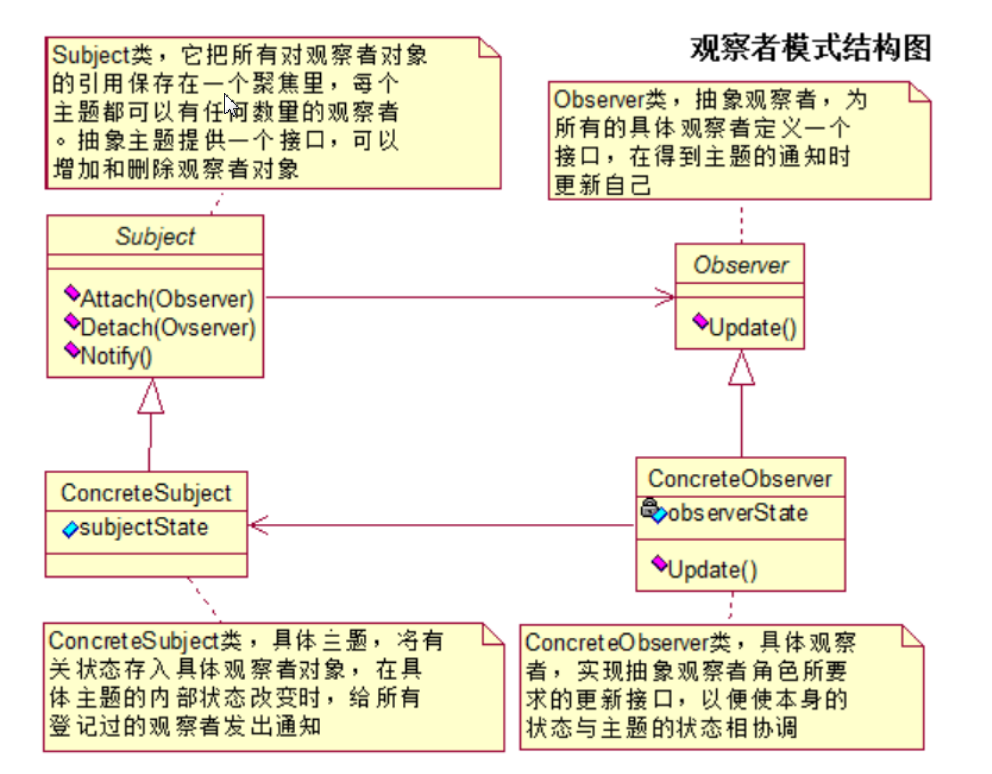 观察者模式结构图
Subject类，它把所有对观察者对象
的引用保存在一个聚焦里，每个
主题都可以有任何数量的观察者
。抽象主题提供一个接口，可以
增加和删除观察者对象
Observer类，抽象观察者，为
所有的具体观察者定义一个
接口，在得到主题的通知时
更新自己
Subject
Attach(Observer)
Detach(Ovserver)
Notify()
Observer
Update()
ConcreteSubject
subjectState
ConcreteObserver
observerState
Update()
ConcreteSubject类，具体主题，将有
关状态存入具体观察者对象，在具
体主题的内部状态改变时，给所有
登记过的观察者发出通知
ConcreteObserver类，具体观察
者，实现抽象观察者角色所要
求的更新接口，以便使本身的
状态与主题的状态相协调